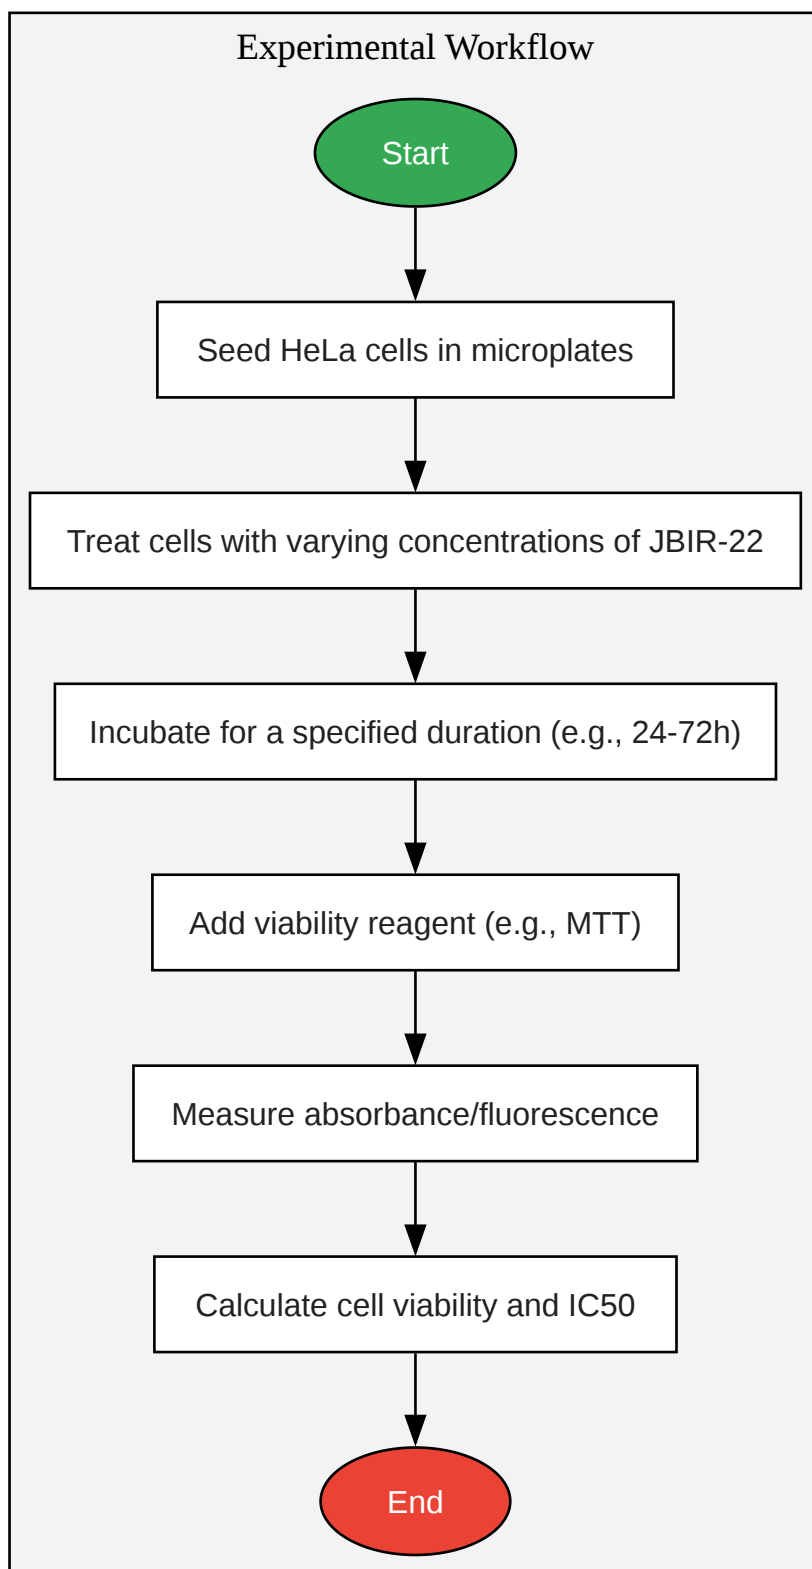 Experimental Workflow
Start
Seed HeLa cells in microplates
Treat cells with varying concentrations of JBIR-22
Incubate for a specified duration (e.g., 24-72h)
Add viability reagent (e.g., MTT)
Measure absorbance/fluorescence
Calculate cell viability and IC50
End